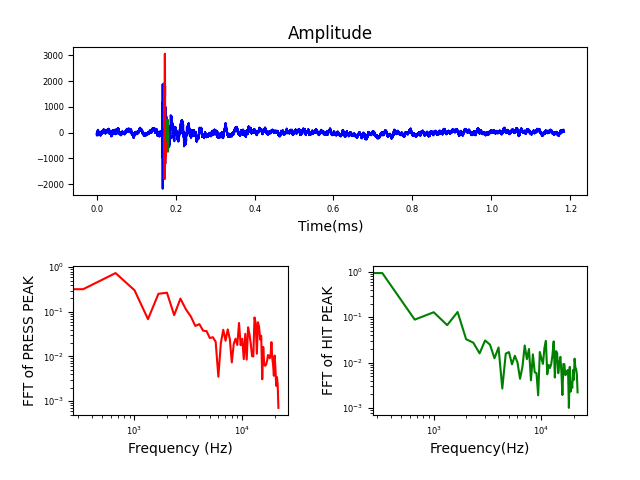 Amplitude
3000
2000
1000
0
−1000
−2000
0.0 0.2 0.4 0.6 0.8 1.0 1.2
Time(ms)
FFT of PRESS PEAK
10⁰
10⁻¹
10⁻²
10⁻³
10³ 10⁴
Frequency (Hz)
FFT of HIT PEAK
10⁰
10⁻¹
10⁻²
10⁻³
10³ 10⁴
Frequency(Hz)